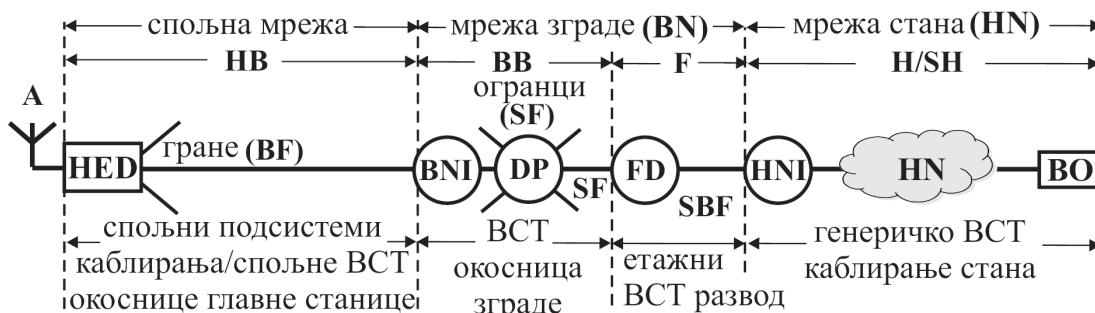 спољна мрежа
мрежа зграде (BN)
мрежа стана (HN)
HB
BB
F
H/SH
огранци
(SF)
A
гране (BF)
HED
BNI
DP
SF
FD
SBF
HNI
HN
BO
спољни подсистеми
каблирања/спољне ВСТ
окоснице главне станице
ВСТ
окосница
зграде
етажни
ВСТ развод
генеричко ВСТ
каблирање стана